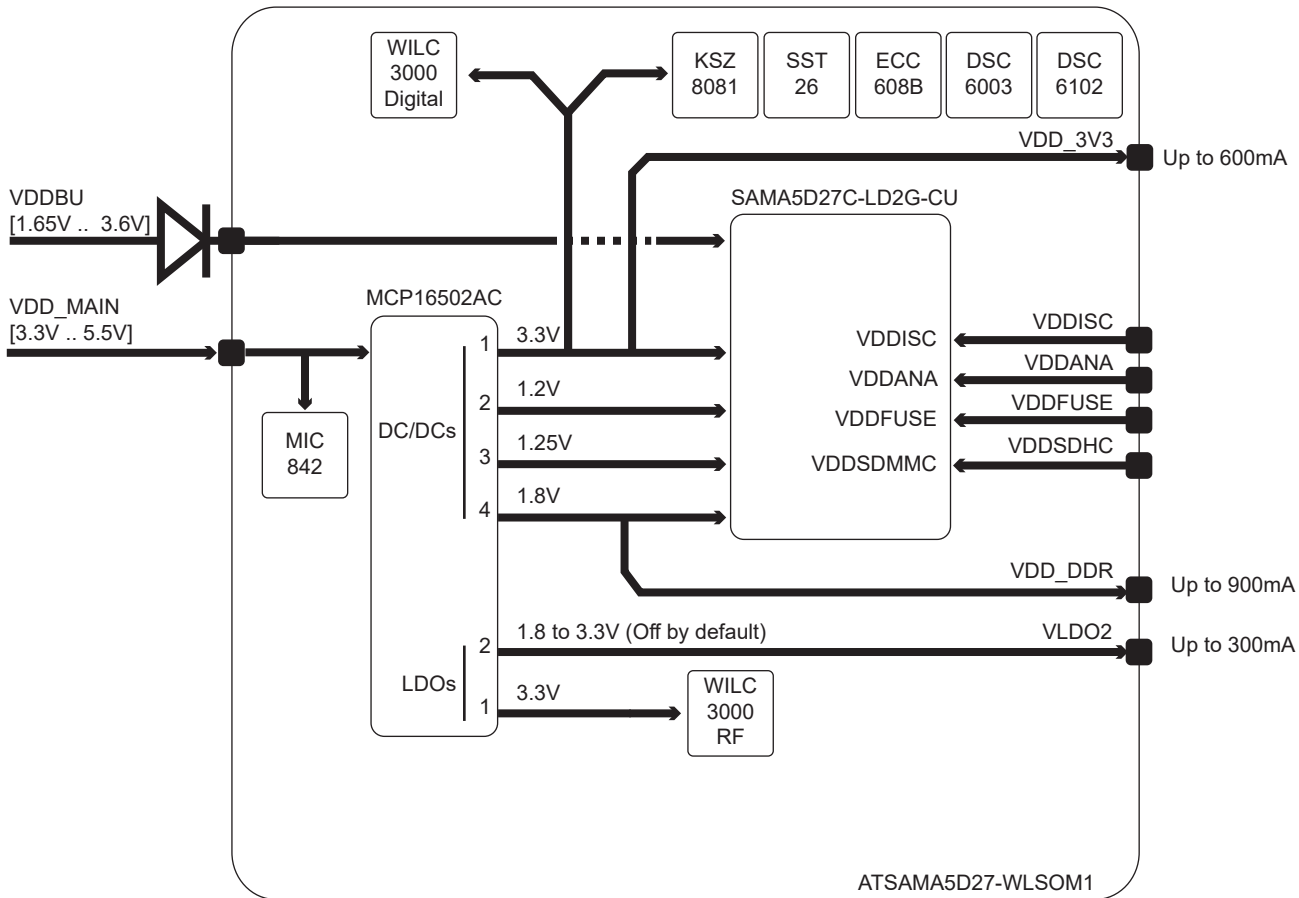 WILC
3000
Digital
KSZ
8081
SST
26
ECC
608B
DSC
6003
DSC
6102
VDD_3V3
Up to 600mA
VDDBU
[1.65V .. 3.6V]
SAMA5D27C-LD2G-CU
VDD_MAIN
[3.3V .. 5.5V]
MCP16502AC
MIC
842
DC/DCs
1
3.3V
2
1.2V
3
1.25V
4
1.8V
VDDISC
VDDANA
VDDFUSE
VDDSDMMC
VDDISC
VDDANA
VDDFUSE
VDDSDHC
VDD_DDR
Up to 900mA
LDOs
2
1.8 to 3.3V (Off by default)
VLDO2
Up to 300mA
1
3.3V
WILC
3000
RF
ATSAMA5D27-WLSOM1